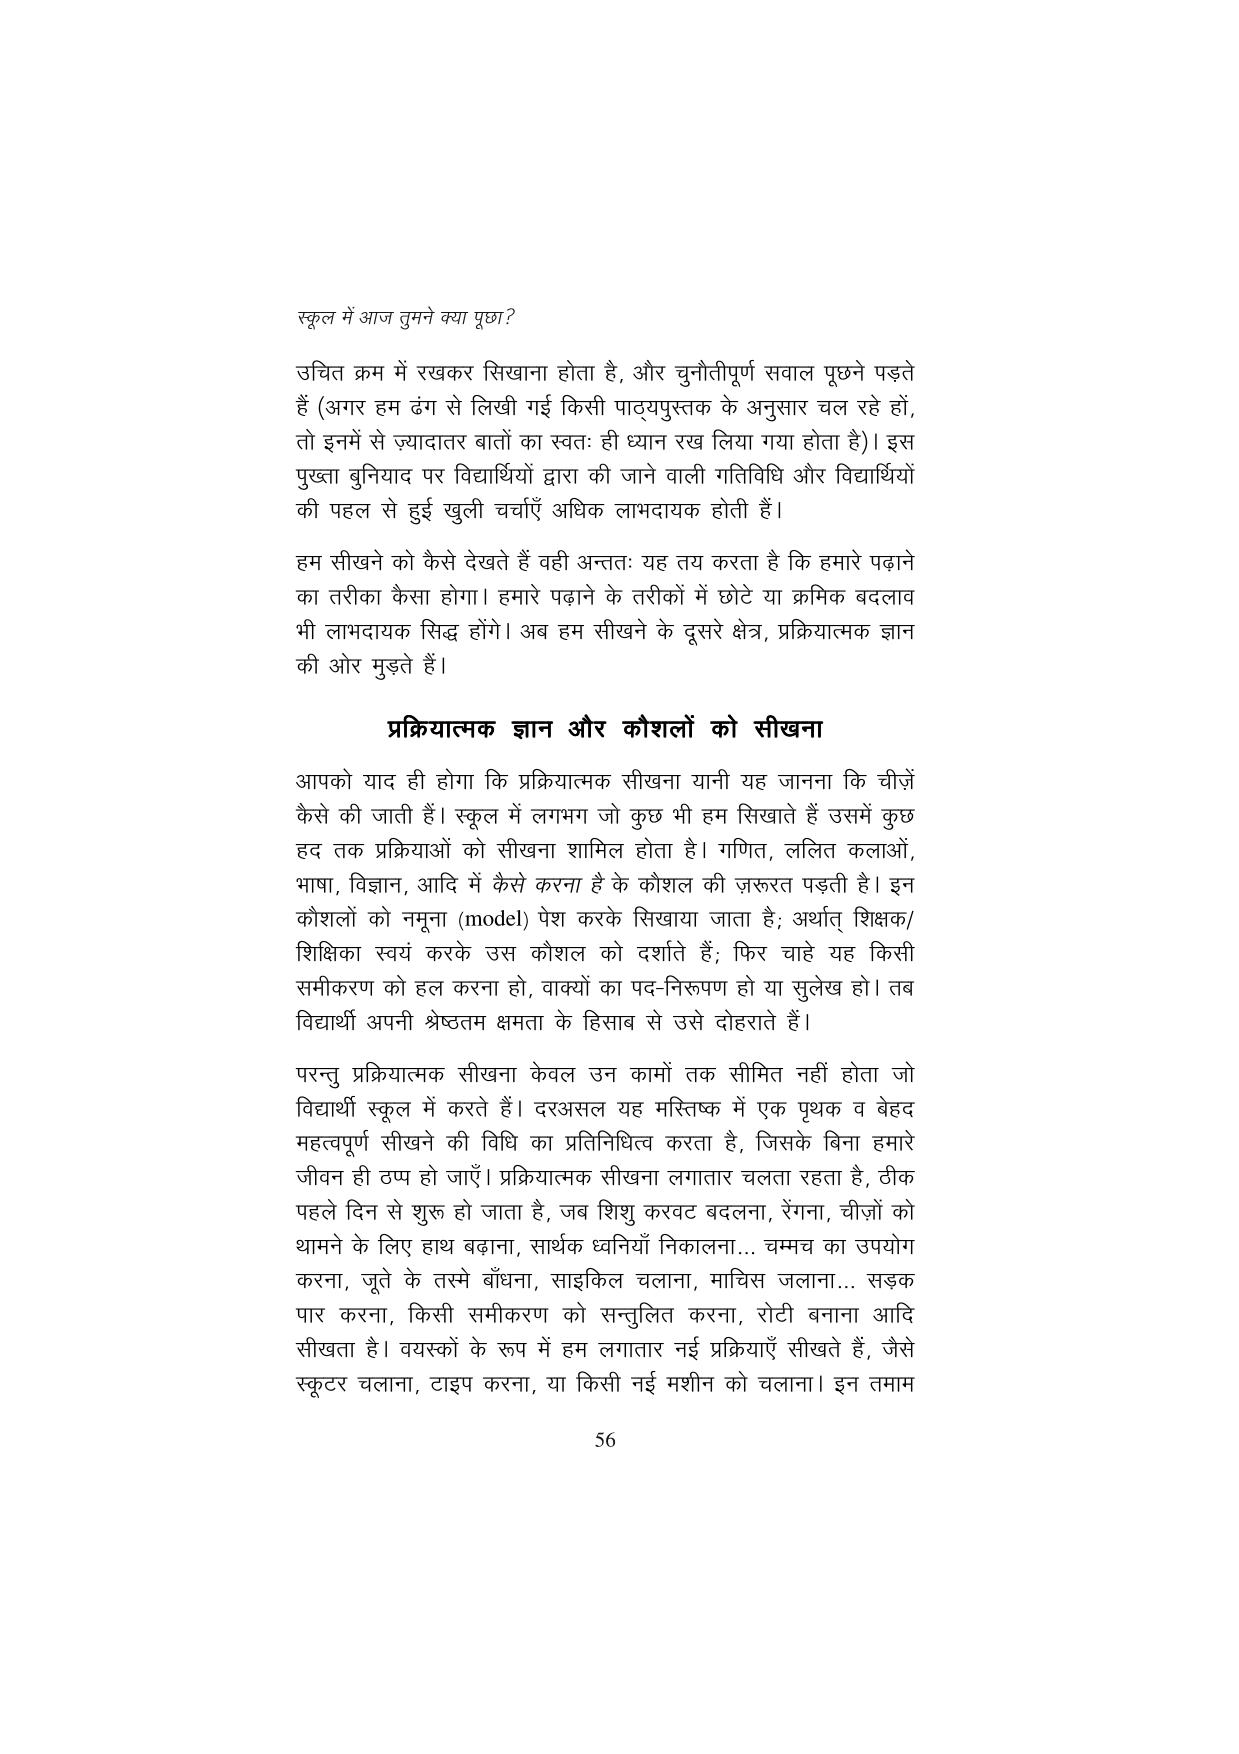 स्कूल में आज तुमने क्या पूछा?
उचित क्रम में रखकर सिखाना होता है, और चुनौतीपूर्ण सवाल पूछने पड़ते
हैं (अगर हम ढंग से लिखी गई किसी पाठ्यपुस्तक के अनुसार चल रहे हों,
तो इनमें से ज़्यादातर बातों का स्वतः ही ध्यान रख लिया गया होता है)। इस
पुख्ता बुनियाद पर विद्यार्थियों द्वारा की जाने वाली गतिविधि और विद्यार्थियों
की पहल से हुई खुली चर्चाएँ अधिक लाभदायक होती हैं।
हम सीखने को कैसे देखते हैं वही अन्ततः यह तय करता है कि हमारे पढ़ाने
का तरीका कैसा होगा। हमारे पढ़ाने के तरीकों में छोटे या क्रमिक बदलाव
भी लाभदायक सिद्ध होंगे। अब हम सीखने के दूसरे क्षेत्र, प्रक्रियात्मक ज्ञान
की ओर मुड़ते हैं।
प्रक्रियात्मक ज्ञान और कौशलों को सीखना
आपको याद ही होगा कि प्रक्रियात्मक सीखना यानी यह जानना कि चीज़ें
कैसे की जाती हैं। स्कूल में लगभग जो कुछ भी हम सिखाते हैं उसमें कुछ
हद तक प्रक्रियाओं को सीखना शामिल होता है। गणित, ललित कलाओं,
भाषा, विज्ञान, आदि में कैसे करना है के कौशल की ज़रूरत पड़ती है। इन
कौशलों को नमूना (model) पेश करके सिखाया जाता है; अर्थात् शिक्षक/
शिक्षिका स्वयं करके उस कौशल को दर्शाते हैं; फिर चाहे यह किसी
समीकरण को हल करना हो, वाक्यों का पद-निरूपण हो या सुलेख हो। तब
विद्यार्थी अपनी श्रेष्ठतम क्षमता के हिसाब से उसे दोहराते हैं।
परन्तु प्रक्रियात्मक सीखना केवल उन कामों तक सीमित नहीं होता जो
विद्यार्थी स्कूल में करते हैं। दरअसल यह मस्तिष्क में एक पृथक व बेहद
महत्वपूर्ण सीखने की विधि का प्रतिनिधित्व करता है, जिसके बिना हमारे
जीवन ही ठप्प हो जाएँ। प्रक्रियात्मक सीखना लगातार चलता रहता है, ठीक
पहले दिन से शुरू हो जाता है, जब शिशु करवट बदलना, रेंगना, चीज़ों को
थामने के लिए हाथ बढ़ाना, सार्थक ध्वनियाँ निकालना... चम्मच का उपयोग
करना, जूते के तस्मे बाँधना, साइकिल चलाना, माचिस जलाना... सड़क
पार करना, किसी समीकरण को सन्तुलित करना, रोटी बनाना आदि
सीखता है। वयस्कों के रूप में हम लगातार नई प्रक्रियाएँ सीखते हैं, जैसे
स्कूटर चलाना, टाइप करना, या किसी नई मशीन को चलाना। इन तमाम
56